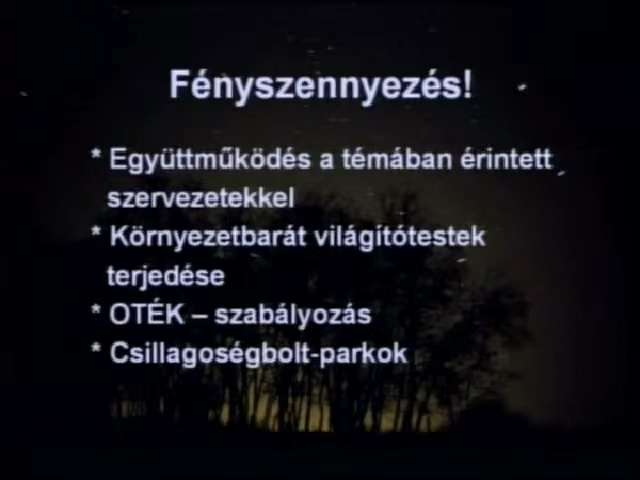 Fényszennyezés!
* Együttműködés a témában érintett
szervezetekkel
* Környezetbarát világítótestek
terjedése
* OTÉK – szabályozás
* Csillagoségbolt-parkok